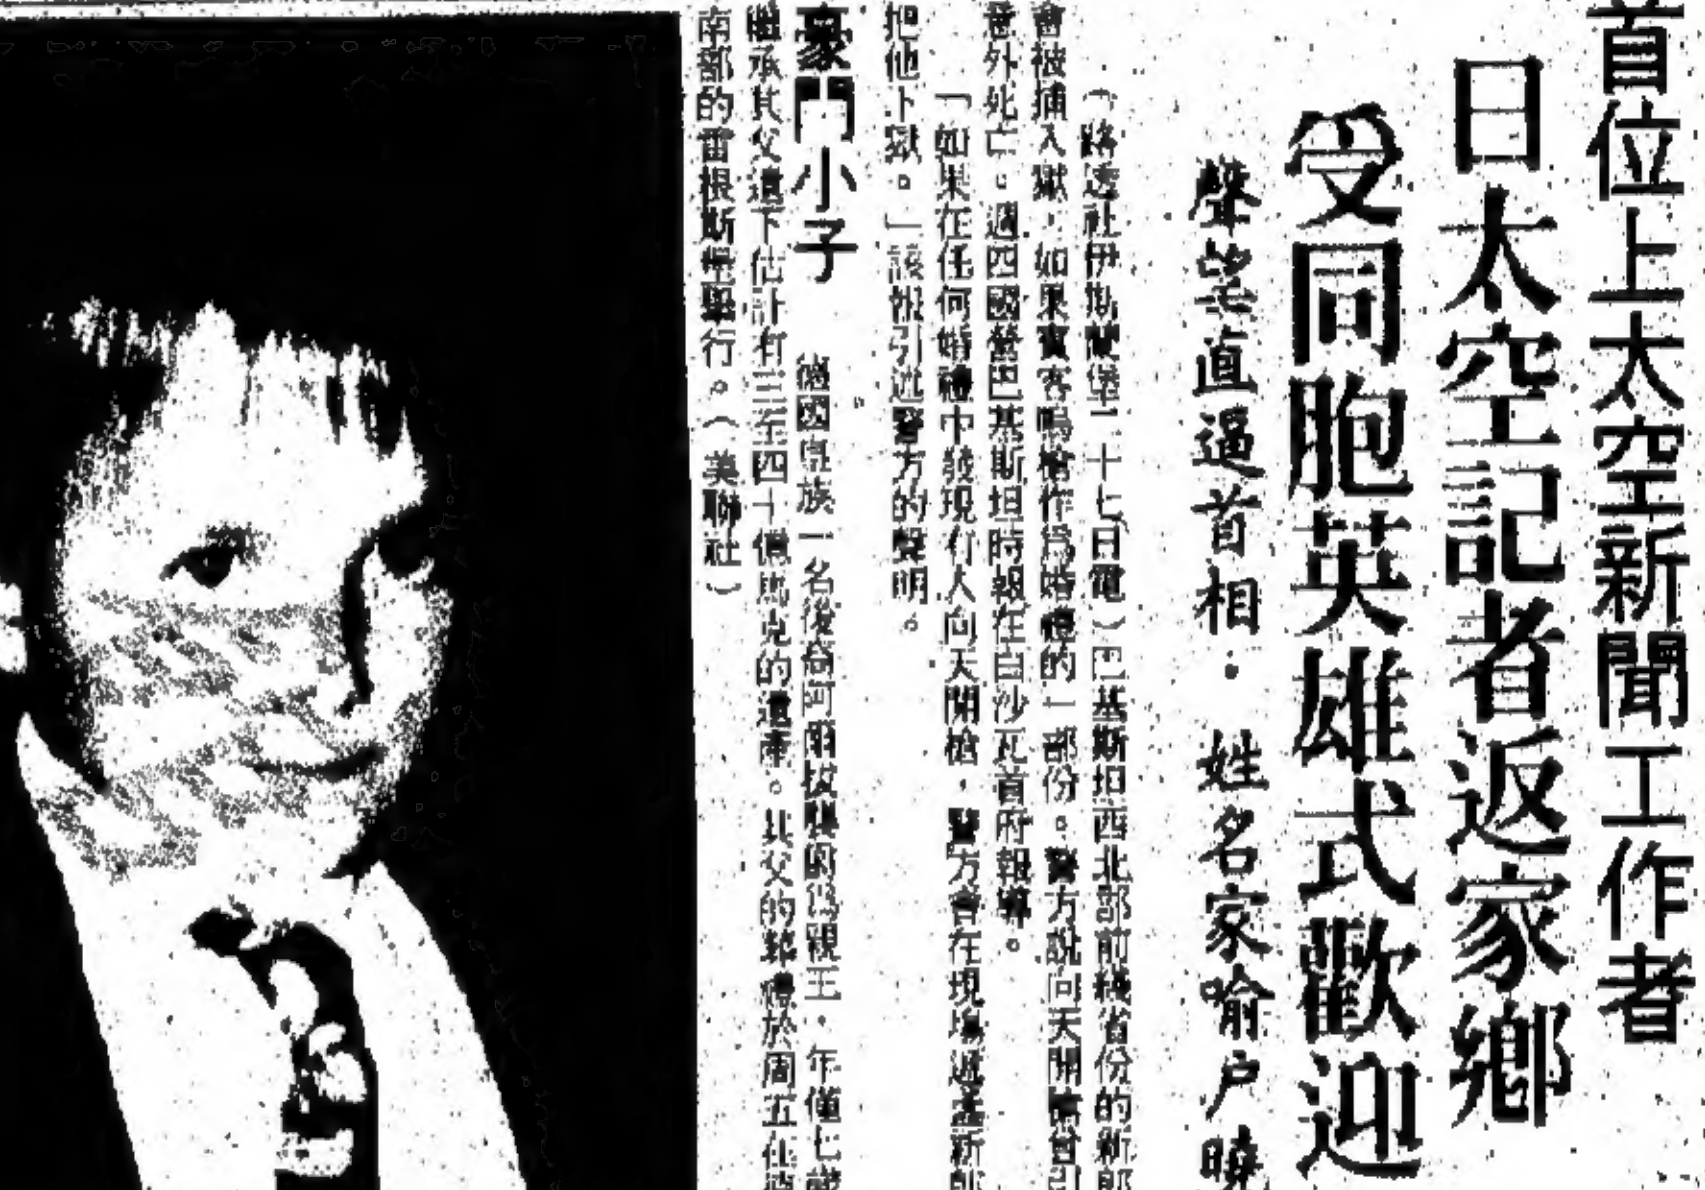 首位上太空新聞工作者
日太空記者返家鄉
受同胞英雄式歡迎
聲望直逼首相·姓名家喻户曉
(路透社伊斯蘭堡二十七日電)巴基斯坦西北部前綫省份的新郎
會被捕入獄,如果賓客鳴槍作爲婚禮的一部份。警方說向天開槍曾引
意外死亡。週四國營巴基斯坦時報在白沙瓦首府報導。
「如果在任何婚禮中發現有人向天開槍,警方會在現場逮新郎
把他下獄。」該報引述警方的聲明。
豪門小子
德國皇族一名後裔阿爾拔襲爵爲親王,年僅七歲
繼承其父遺下估計有三至四十億馬克的遺產。其父的葬禮於周五在
南部的雷根斯堡舉行。(美聯社)